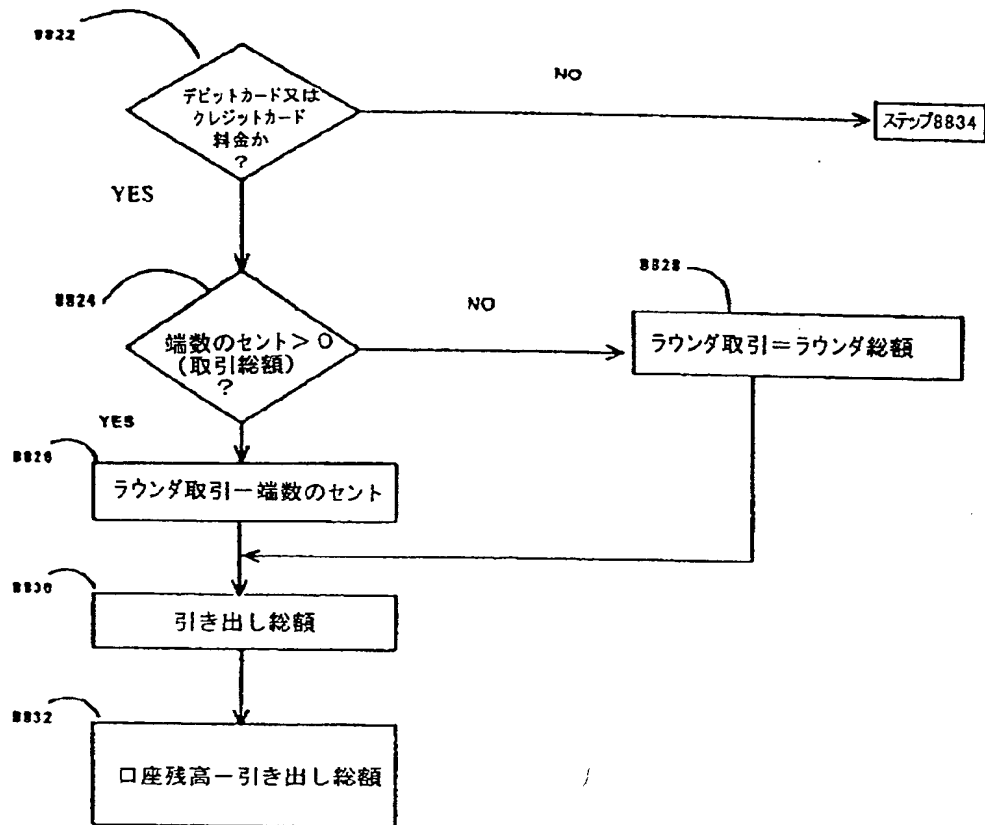 8822
デビットカード又は
クレジットカード
料金か
?
NO
ステップ8834
YES
8824
端数のセント>0
(取引総額)
?
NO
8828
ラウンダ取引=ラウンダ総額
YES
8826
ラウンダ取引−端数のセント
8830
引き出し総額
8832
口座残高−引き出し総額